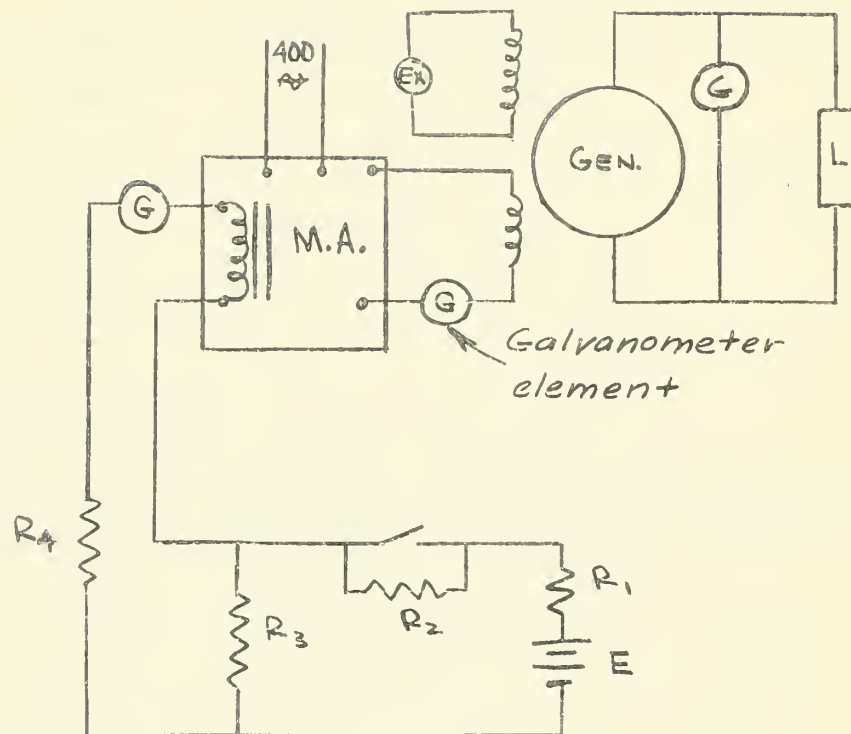 400
Ex
G
GEN.
L
G
M.A.
G
Galvanometer
element
R4
R3
R2
R1
E